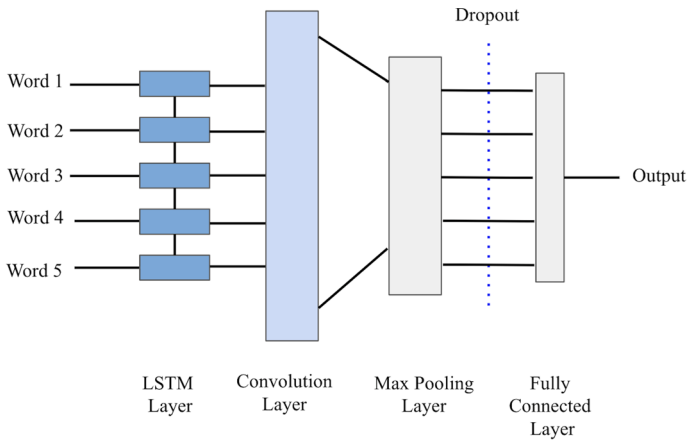 Dropout
Word 1
Word 2
Word 3
Word 4
Word 5
Output
LSTM
Layer
Convolution
Layer
Max Pooling
Layer
Fully
Connected
Layer